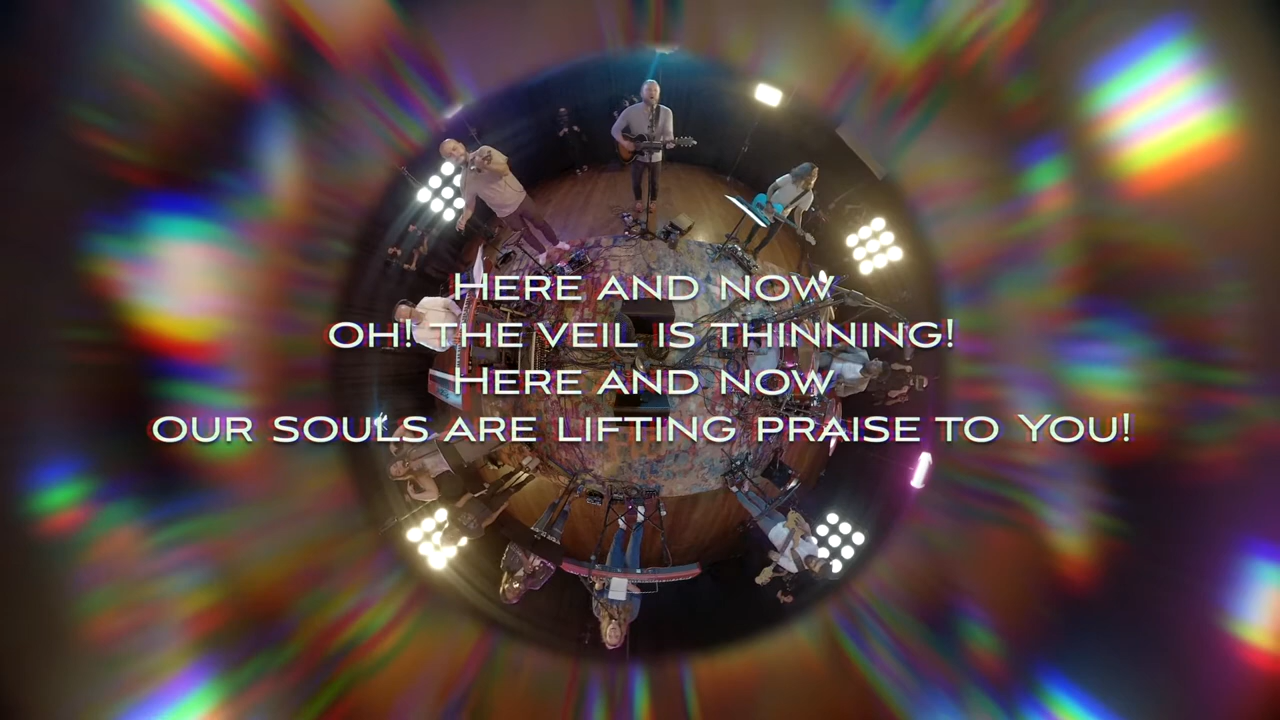 Here and now
oh! the veil is thinning!
Here and now
our souls are lifting praise to You!